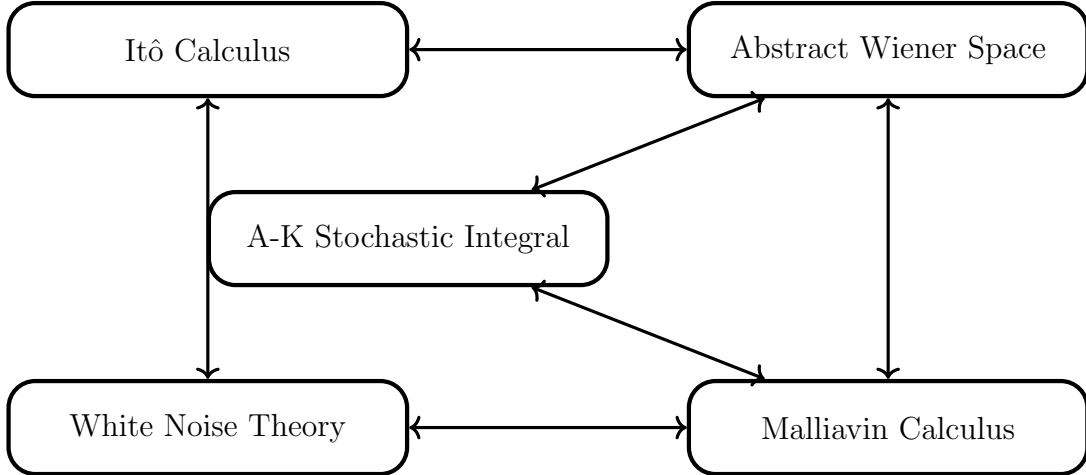 Itô Calculus
Abstract Wiener Space
A-K Stochastic Integral
White Noise Theory
Malliavin Calculus